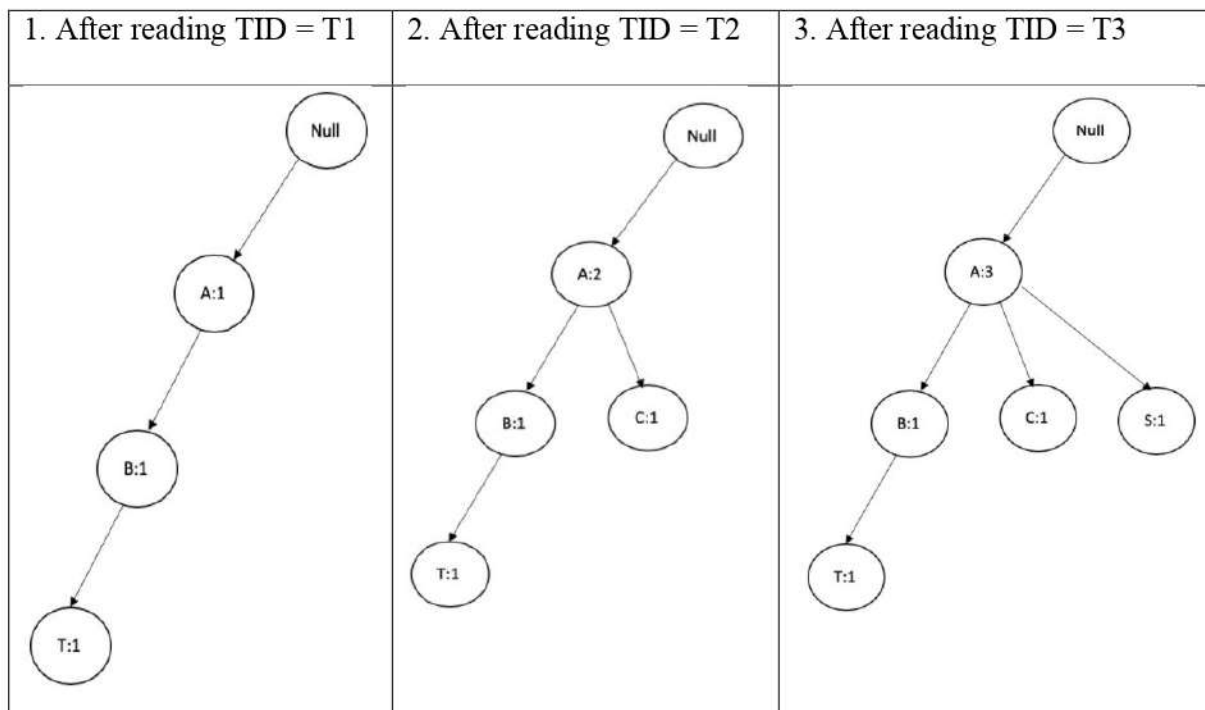 1. After reading TID = T1
2. After reading TID = T2
3. After reading TID = T3
Null
A:1
B:1
T:1
Null
A:2
B:1
C:1
T:1
Null
A:3
B:1
C:1
S:1
T:1